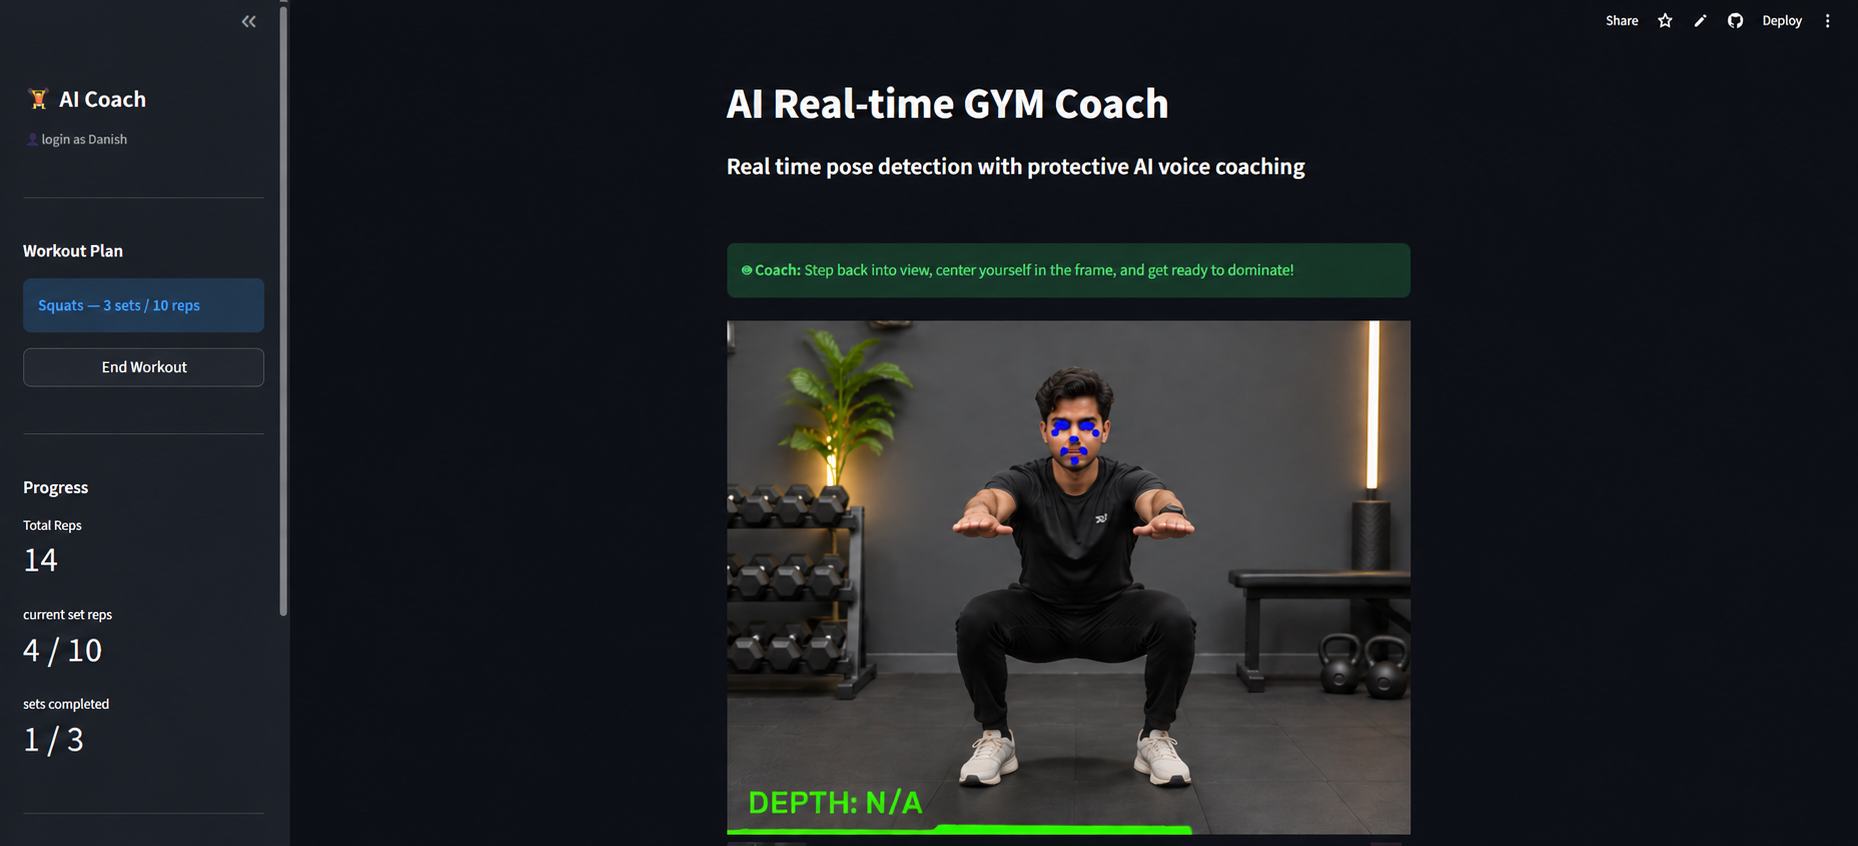 Share
Deploy
AI Coach
login as Danish
Workout Plan
Squats — 3 sets / 10 reps
End Workout
Progress
Total Reps
14
current set reps
4 / 10
sets completed
1 / 3
AI Real-time GYM Coach
Real time pose detection with protective AI voice coaching
Coach: Step back into view, center yourself in the frame, and get ready to dominate!
DEPTH: N/A